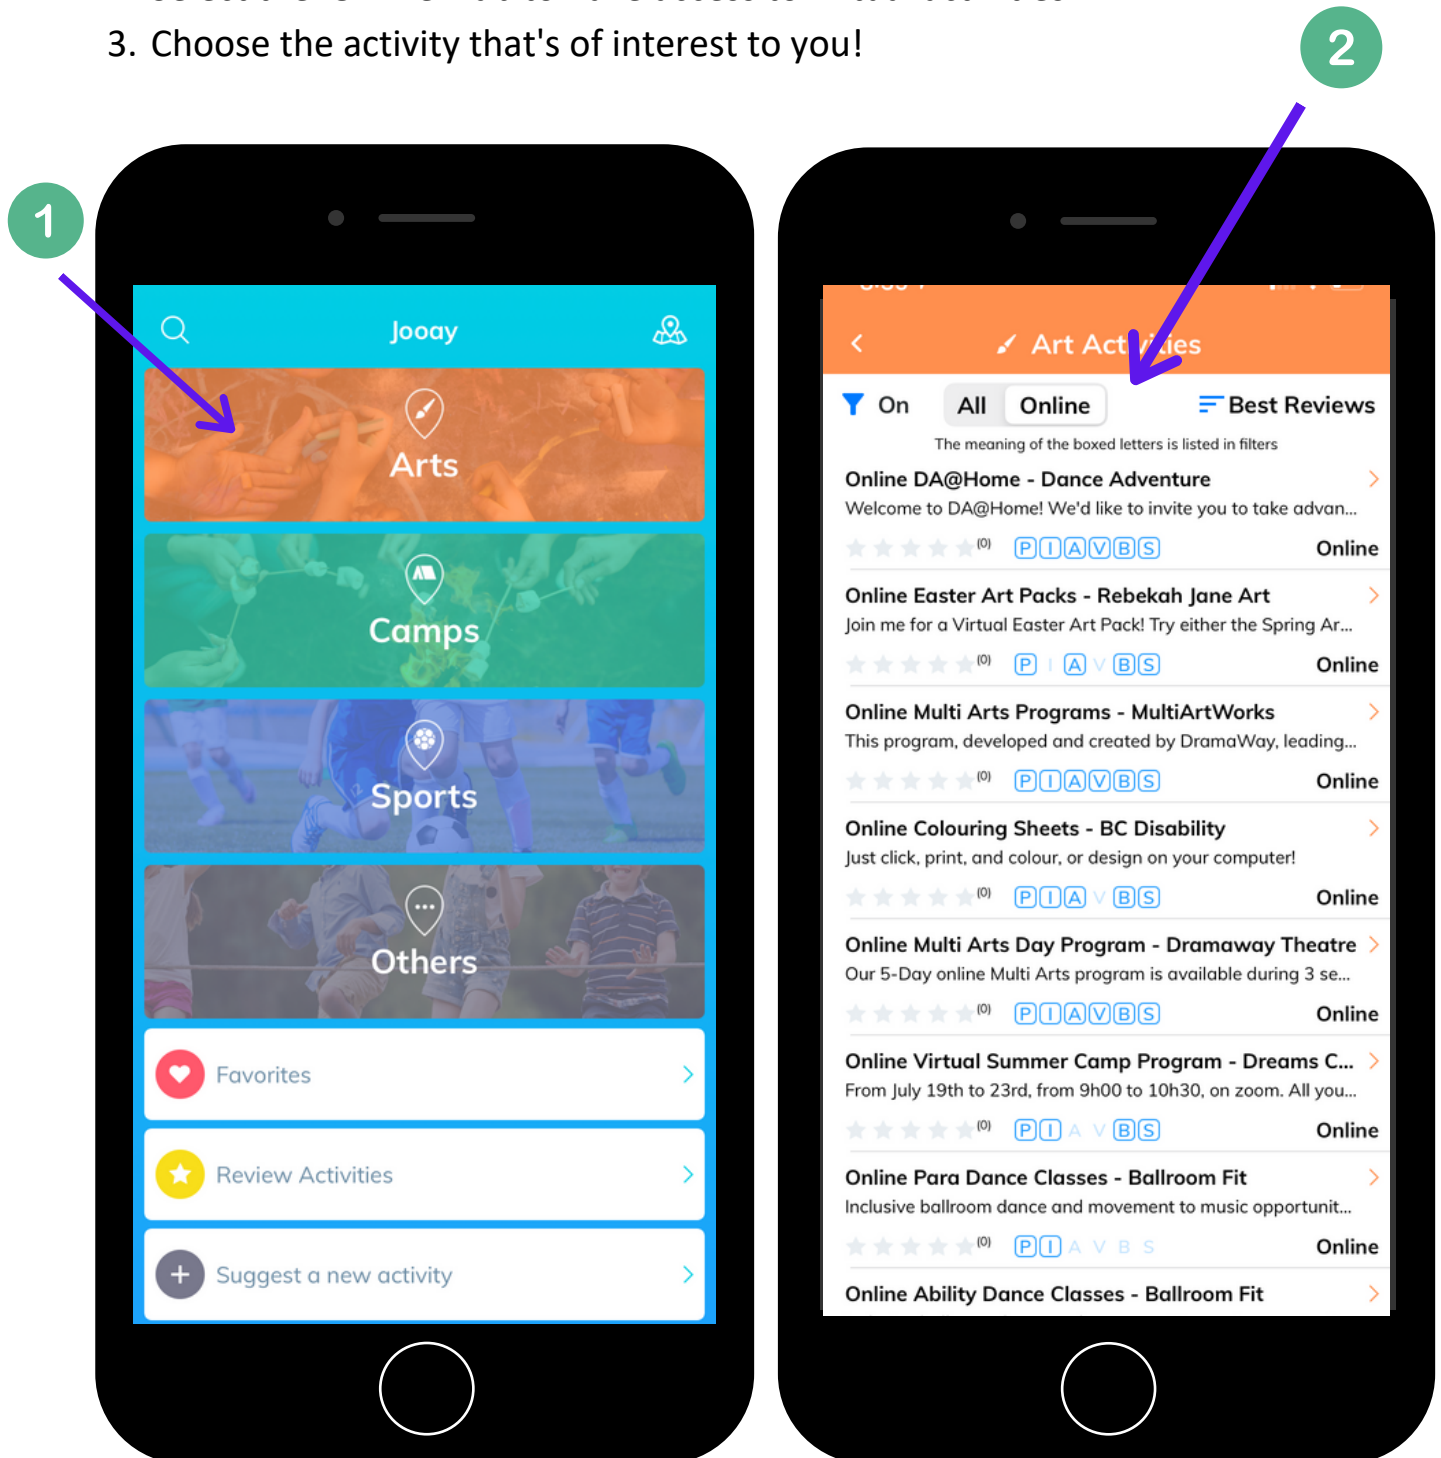 3. Choose the activity that's of interest to you!
2
1
Jooay
Arts
Camps
Sports
Others
Favorites
Review Activities
Suggest a new activity
Art Activities
On All Online Best Reviews
The meaning of the boxed letters is listed in filters
Online DA@Home - Dance Adventure
Welcome to DA@Home! We'd like to invite you to take advan...
(0) P I A V B S Online
Online Easter Art Packs - Rebekah Jane Art
Join me for a Virtual Easter Art Pack! Try either the Spring Ar...
(0) P I A V B S Online
Online Multi Arts Programs - MultiArtWorks
This program, developed and created by DramaWay, leading...
(0) P I A V B S Online
Online Colouring Sheets - BC Disability
Just click, print, and colour, or design on your computer!
(0) P I A V B S Online
Online Multi Arts Day Program - Dramaway Theatre
Our 5-Day online Multi Arts program is available during 3 se...
(0) P I A V B S Online
Online Virtual Summer Camp Program - Dreams C...
From July 19th to 23rd, from 9h00 to 10h30, on zoom. All you...
(0) P I A V B S Online
Online Para Dance Classes - Ballroom Fit
Inclusive ballroom dance and movement to music opportunit...
(0) P I A V B S Online
Online Ability Dance Classes - Ballroom Fit